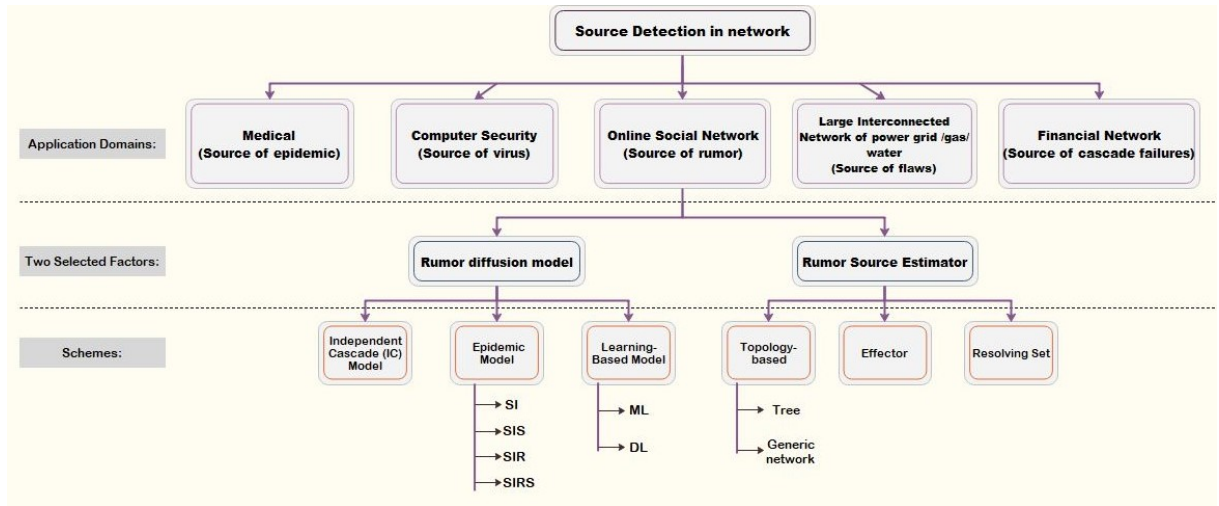 Source Detection in network
Application Domains:
Medical
(Source of epidemic)
Computer Security
(Source of virus)
Online Social Network
(Source of rumor)
Large Interconnected
Network of power grid /gas/
water
(Source of flaws)
Financial Network
(Source of cascade failures)
Two Selected Factors:
Rumor diffusion model
Rumor Source Estimator
Schemes:
Independent
Cascade (IC)
Model
Epidemic
Model
Learning-
Based Model
Topology-
based
Effector
Resolving Set
SI
SIS
SIR
SIRS
ML
DL
Tree
Generic
network